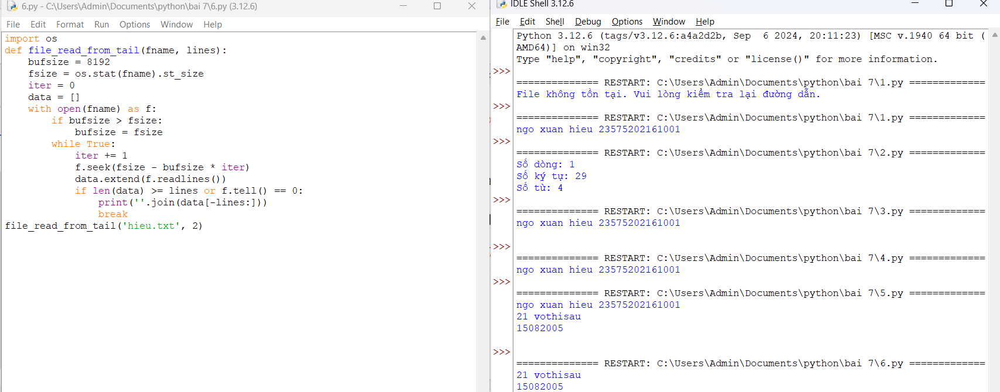 6.py - C:\Users\Admin\Documents\python\bai 7\6.py (3.12.6)
File Edit Format Run Options Window Help
import os
def file_read_from_tail(fname, lines):
    bufsize = 8192
    fsize = os.stat(fname).st_size
    iter = 0
    data = []
    with open(fname) as f:
        if bufsize > fsize:
            bufsize = fsize
        while True:
            iter += 1
            f.seek(fsize - bufsize * iter)
            data.extend(f.readlines())
            if len(data) >= lines or f.tell() == 0:
                print(''.join(data[-lines:]))
                break
file_read_from_tail('hieu.txt', 2)
IDLE Shell 3.12.6
File Edit Shell Debug Options Window Help
Python 3.12.6 (tags/v3.12.6:a4a2d2b, Sep  6 2024, 20:11:23) [MSC v.1940 64 bit (
AMD64)] on win32
Type "help", "copyright", "credits" or "license()" for more information.
>>>
============== RESTART: C:\Users\Admin\Documents\python\bai 7\1.py =============
File không tồn tại. Vui lòng kiểm tra lại đường dẫn.
>>>
============== RESTART: C:\Users\Admin\Documents\python\bai 7\1.py =============
ngo xuan hieu 23575202161001
>>>
============== RESTART: C:\Users\Admin\Documents\python\bai 7\2.py =============
Số dòng: 1
Số ký tự: 29
Số từ: 4
>>>
============== RESTART: C:\Users\Admin\Documents\python\bai 7\3.py =============
ngo xuan hieu 23575202161001
>>>
============== RESTART: C:\Users\Admin\Documents\python\bai 7\4.py =============
ngo xuan hieu 23575202161001
>>>
============== RESTART: C:\Users\Admin\Documents\python\bai 7\5.py =============
ngo xuan hieu 23575202161001
21 vothisau
15082005
>>>
============== RESTART: C:\Users\Admin\Documents\python\bai 7\6.py =============
21 vothisau
15082005